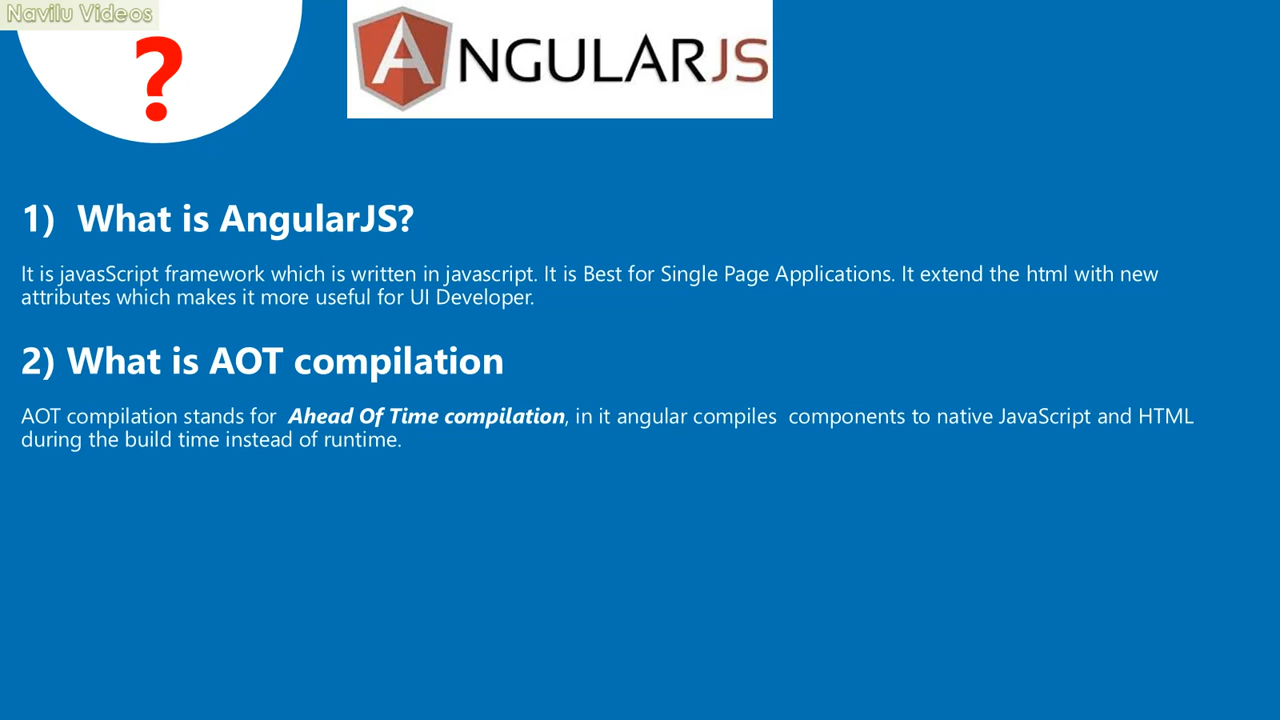 Navilu Videos
?
ANGULARJS
1) What is AngularJS?
It is javasScript framework which is written in javascript. It is Best for Single Page Applications. It extend the html with new
attributes which makes it more useful for UI Developer.
2) What is AOT compilation
AOT compilation stands for Ahead Of Time compilation, in it angular compiles components to native JavaScript and HTML
during the build time instead of runtime.